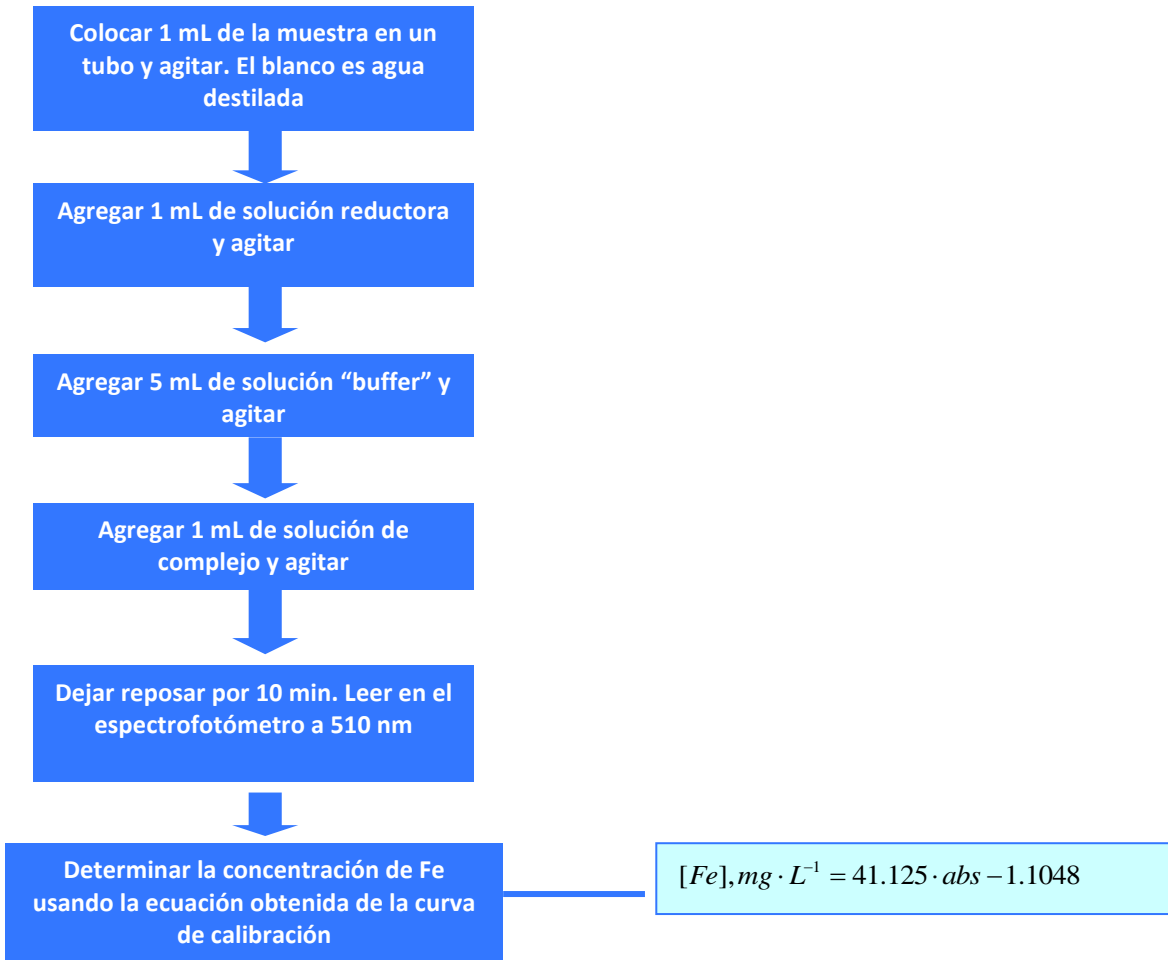 Colocar 1 mL de la muestra en un
tubo y agitar. El blanco es agua
destilada
Agregar 1 mL de solución reductora
y agitar
Agregar 5 mL de solución “buffer” y
agitar
Agregar 1 mL de solución de
complejo y agitar
Dejar reposar por 10 min. Leer en el
espectrofotómetro a 510 nm
Determinar la concentración de Fe
usando la ecuación obtenida de la curva
de calibración
[Fe], mg · L⁻¹ = 41.125 · abs − 1.1048